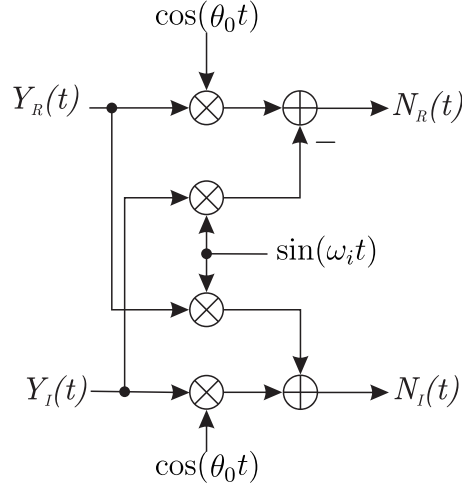 cos(θ₀t)
Y_R(t)
N_R(t)
−
sin(ω_i t)
Y_I(t)
N_I(t)
cos(θ₀t)